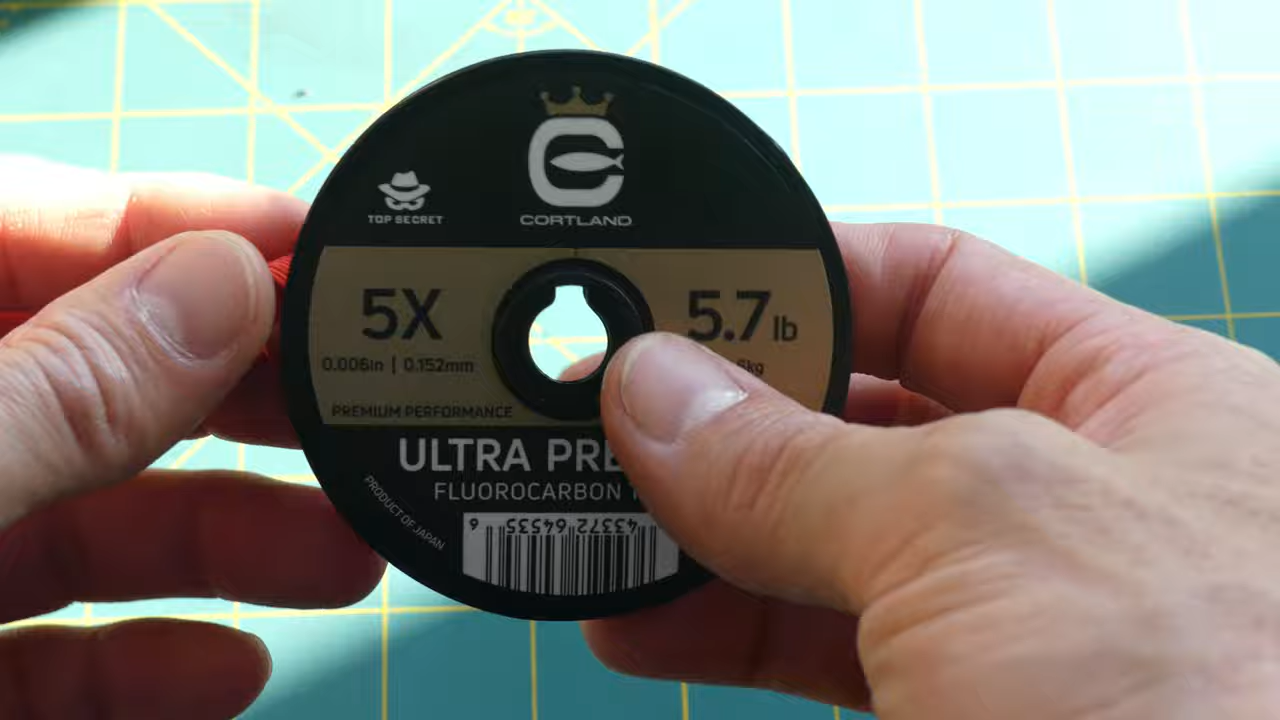 CORTLAND
TOP SECRET
5X
5.7 lb
0.006in | 0.152mm
PREMIUM PERFORMANCE
ULTRA
FLUOROCARBON
PRODUCT OF JAPAN
43372 64535 6